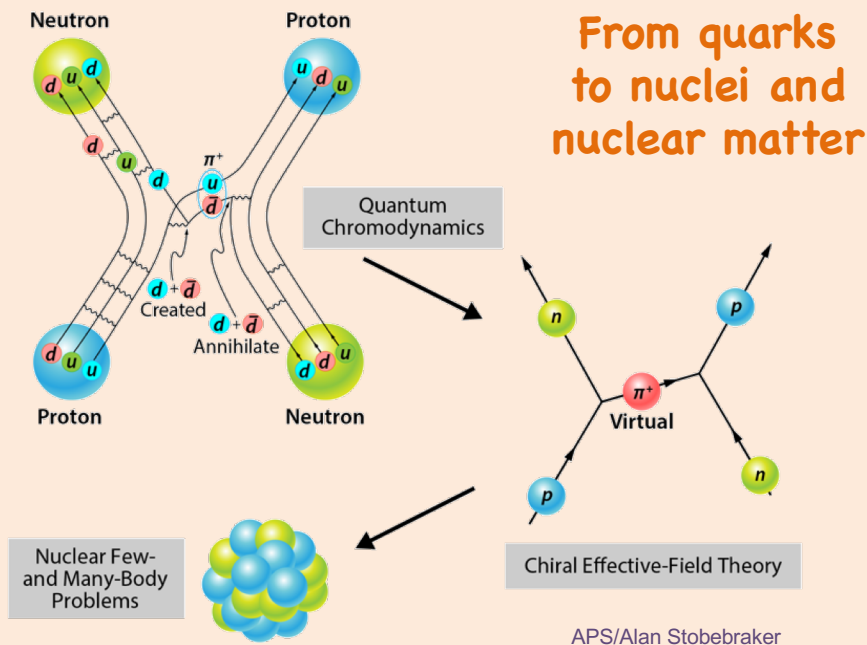 Neutron
Proton
From quarks
to nuclei and
nuclear matter
d u d
u d u
d
u
d
π⁺
u
d̅
Quantum
Chromodynamics
d + d̅
Created
d + d̅
Annihilate
d u u
d d u
Proton
Neutron
n
p
π⁺
Virtual
p
n
Nuclear Few-
and Many-Body
Problems
Chiral Effective-Field Theory
APS/Alan Stobebraker